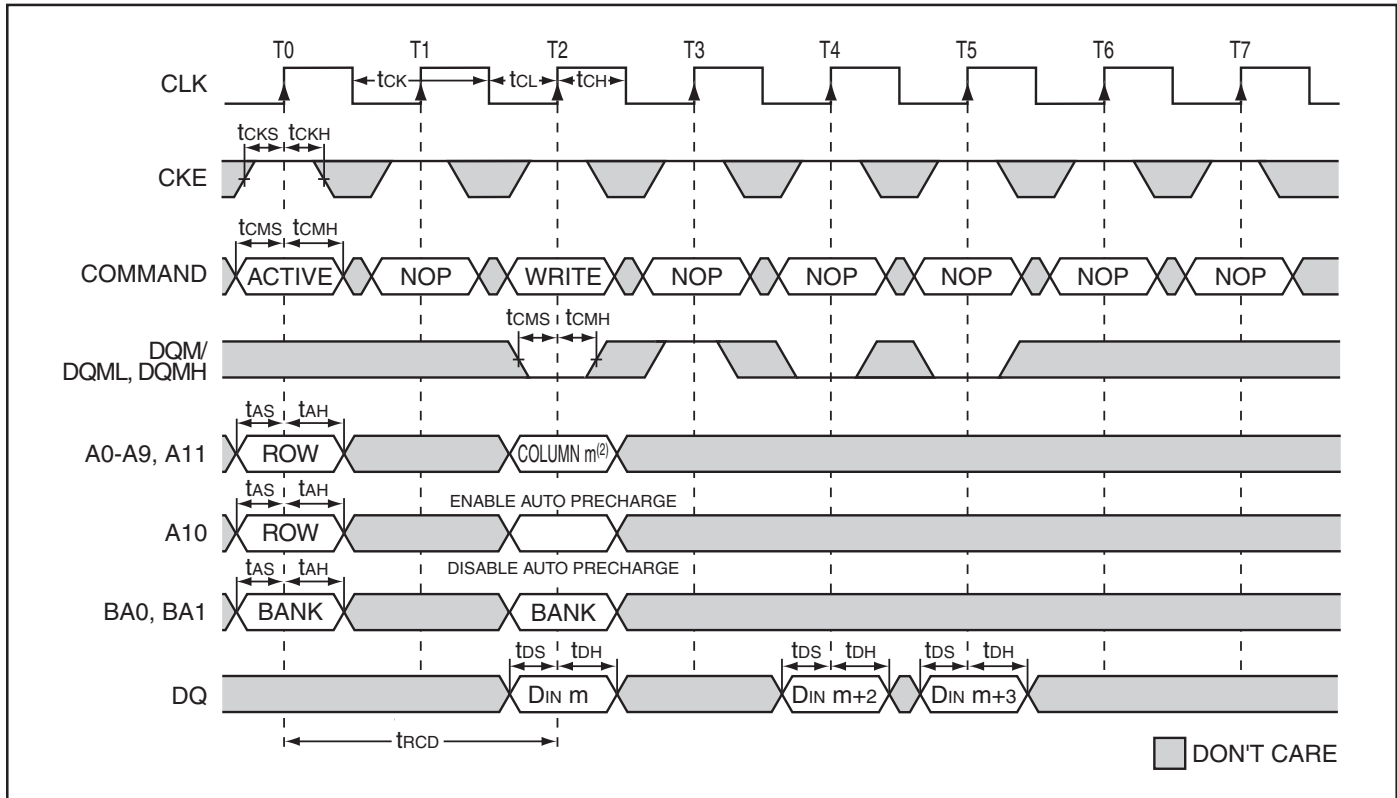 T0 T1 T2 T3 T4 T5 T6 T7
CLK tCK tCL tCH
tCKS tCKH
CKE
tCMS tCMH
COMMAND ACTIVE NOP WRITE NOP NOP NOP NOP NOP
tCMS tCMH
DQM/
DQML, DQMH
tAS tAH
A0-A9, A11 ROW COLUMN m(2)
tAS tAH ENABLE AUTO PRECHARGE
A10 ROW
tAS tAH DISABLE AUTO PRECHARGE
BA0, BA1 BANK BANK
tDS tDH tDS tDH tDS tDH
DQ DIN m DIN m+2 DIN m+3
tRCD
DON'T CARE